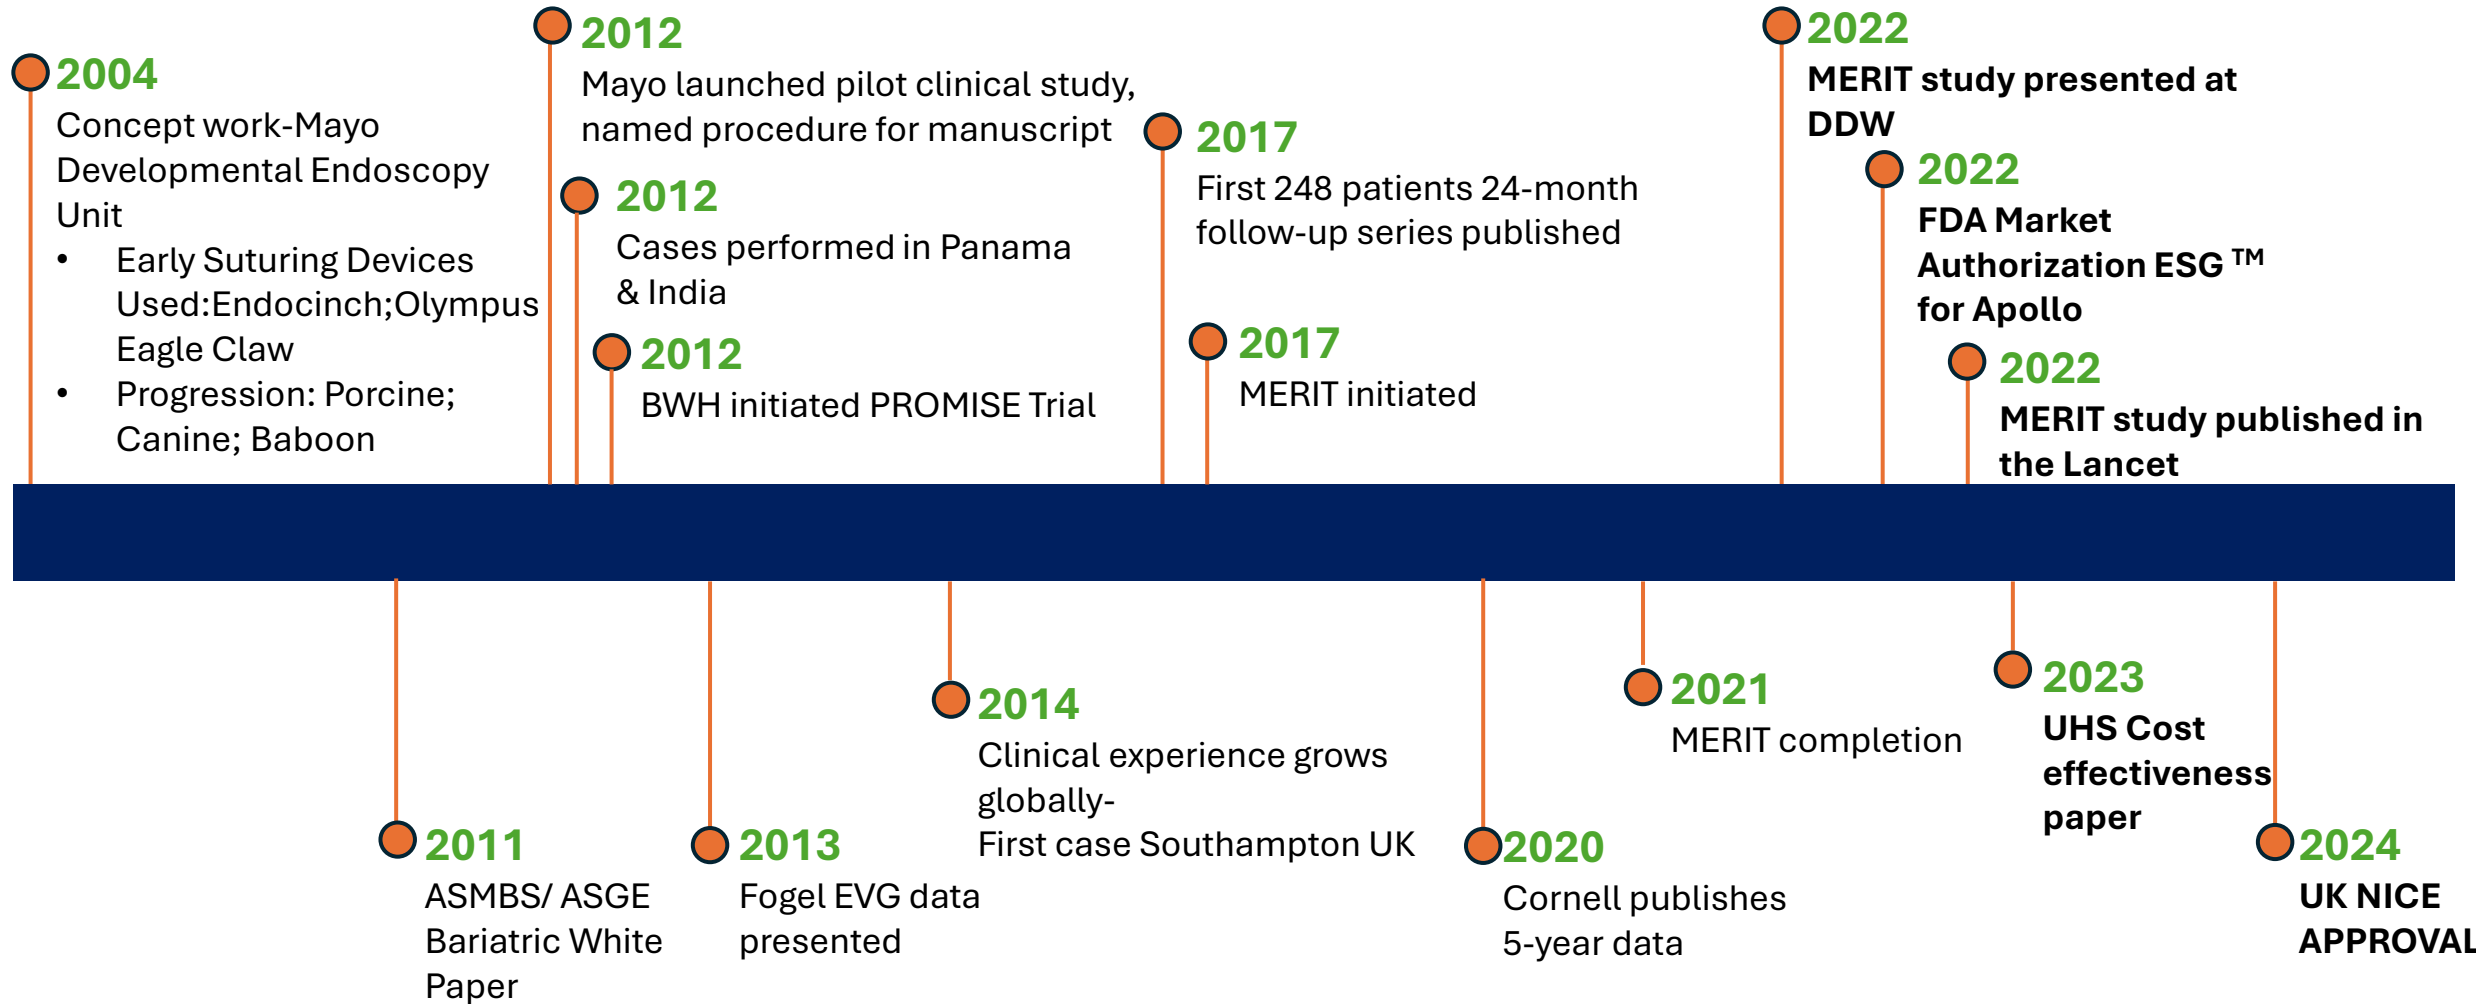 2004
Concept work-Mayo
Developmental Endoscopy
Unit
• Early Suturing Devices
Used:Endocinch;Olympus
Eagle Claw
• Progression: Porcine;
Canine; Baboon
2012
Mayo launched pilot clinical study,
named procedure for manuscript
2012
Cases performed in Panama
& India
2012
BWH initiated PROMISE Trial
2017
First 248 patients 24-month
follow-up series published
2017
MERIT initiated
2022
MERIT study presented at
DDW
2022
FDA Market
Authorization ESG ™
for Apollo
2022
MERIT study published in
the Lancet
2011
ASMBS/ ASGE
Bariatric White
Paper
2013
Fogel EVG data
presented
2014
Clinical experience grows
globally-
First case Southampton UK
2020
Cornell publishes
5-year data
2021
MERIT completion
2023
UHS Cost
effectiveness
paper
2024
UK NICE
APPROVAL